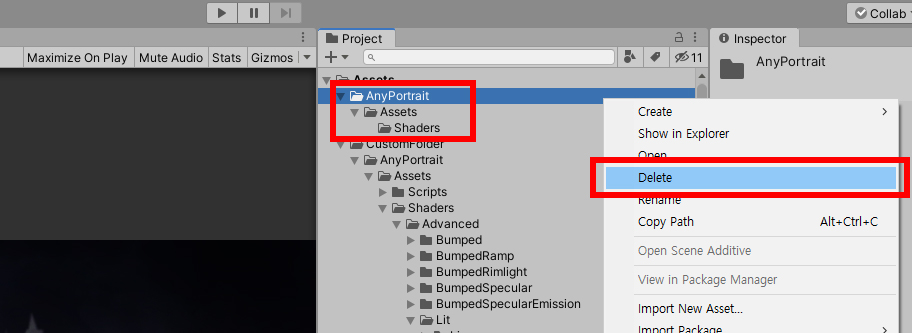 Collab
Project
Inspector
Maximize On Play
Mute Audio
Stats
Gizmos
11
AnyPortrait
Assets
AnyPortrait
Assets
Shaders
CustomFolder
AnyPortrait
Assets
Scripts
Shaders
Advanced
Bumped
BumpedRamp
BumpedRimlight
BumpedSpecular
BumpedSpecularEmission
Lit
Create
Show in Explorer
Open
Delete
Rename
Copy Path Alt+Ctrl+C
Open Scene Additive
View in Package Manager
Import New Asset...
Import Package